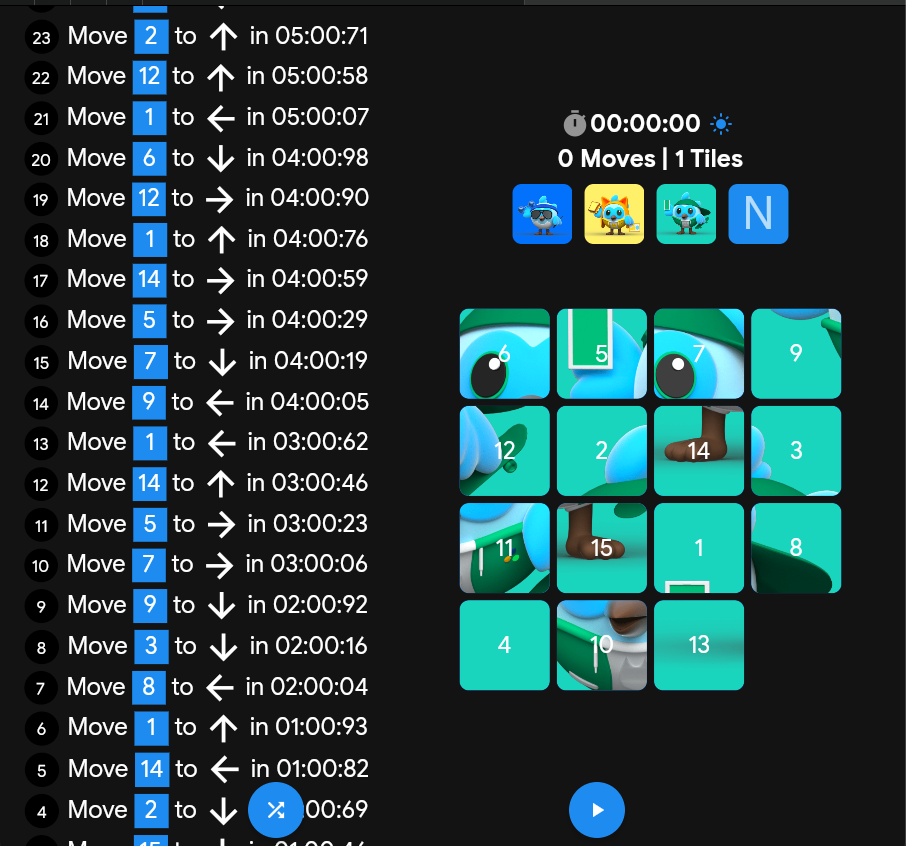 23 Move 2 to ↑ in 05:00:71
22 Move 12 to ↑ in 05:00:58
21 Move 1 to ← in 05:00:07
20 Move 6 to ↓ in 04:00:98
19 Move 12 to → in 04:00:90
18 Move 1 to ↑ in 04:00:76
17 Move 14 to → in 04:00:59
16 Move 5 to → in 04:00:29
15 Move 7 to ↓ in 04:00:19
14 Move 9 to ← in 04:00:05
13 Move 1 to ← in 03:00:62
12 Move 14 to ↑ in 03:00:46
11 Move 5 to → in 03:00:23
10 Move 7 to → in 03:00:06
9 Move 9 to ↓ in 02:00:92
8 Move 3 to ↓ in 02:00:16
7 Move 8 to ← in 02:00:04
6 Move 1 to ↑ in 01:00:93
5 Move 14 to ← in 01:00:82
4 Move 2 to ↓ :00:69
00:00:00
0 Moves | 1 Tiles
N
6 5 7 9
12 2 14 3
11 15 1 8
4 10 13